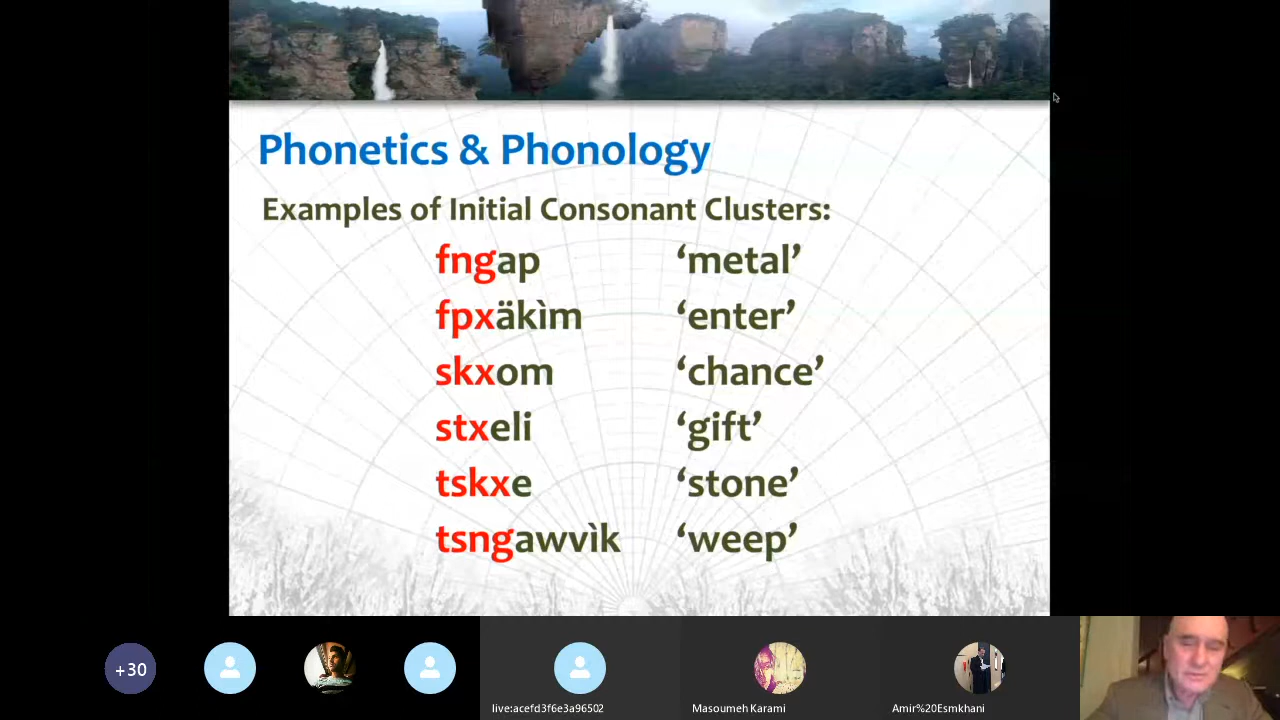 Phonetics & Phonology
Examples of Initial Consonant Clusters:
fngap ‘metal’
fpxäkìm ‘enter’
skxom ‘chance’
stxeli ‘gift’
tskxe ‘stone’
tsngawvìk ‘weep’
+30
live:acefd3f6e3a96502
Masoumeh Karami
Amir%20Esmkhani